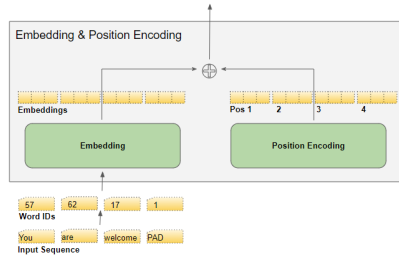 Embedding & Position Encoding
Embeddings
Pos 1 2 3 4
Embedding
Position Encoding
57 62 17 1
Word IDs
You are welcome PAD
Input Sequence